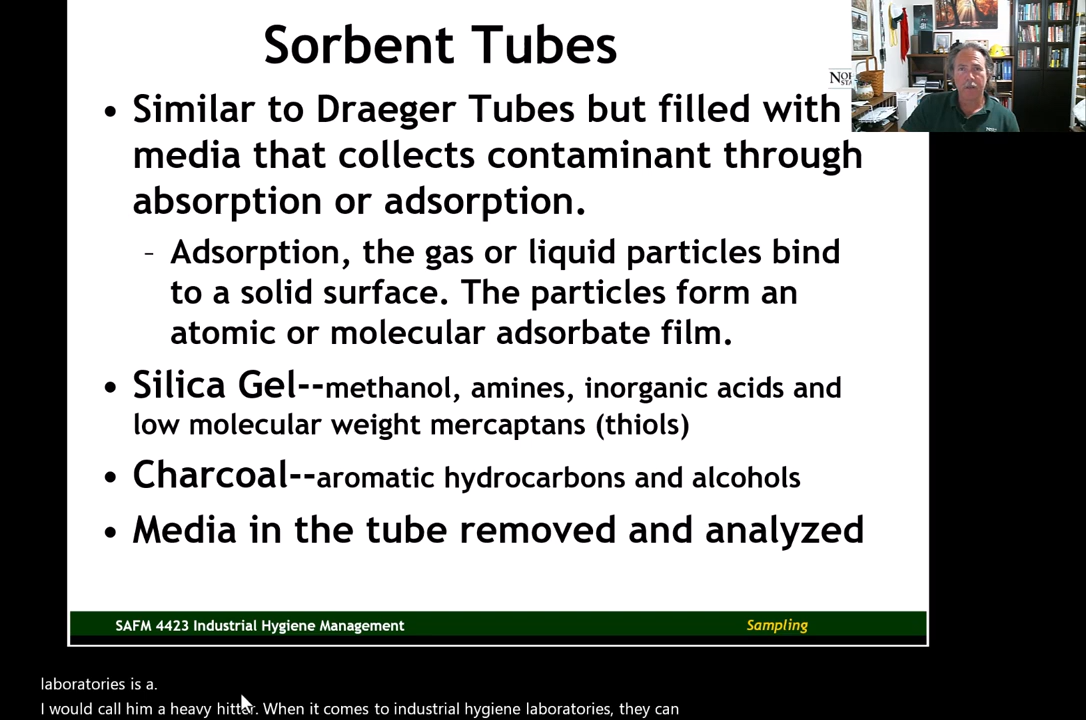 Sorbent Tubes
• Similar to Draeger Tubes but filled with
media that collects contaminant through
absorption or adsorption.
– Adsorption, the gas or liquid particles bind
to a solid surface. The particles form an
atomic or molecular adsorbate film.
• Silica Gel--methanol, amines, inorganic acids and
low molecular weight mercaptans (thiols)
• Charcoal--aromatic hydrocarbons and alcohols
• Media in the tube removed and analyzed
SAFM 4423 Industrial Hygiene Management
Sampling
laboratories is a.
I would call him a heavy hitter. When it comes to industrial hygiene laboratories, they can